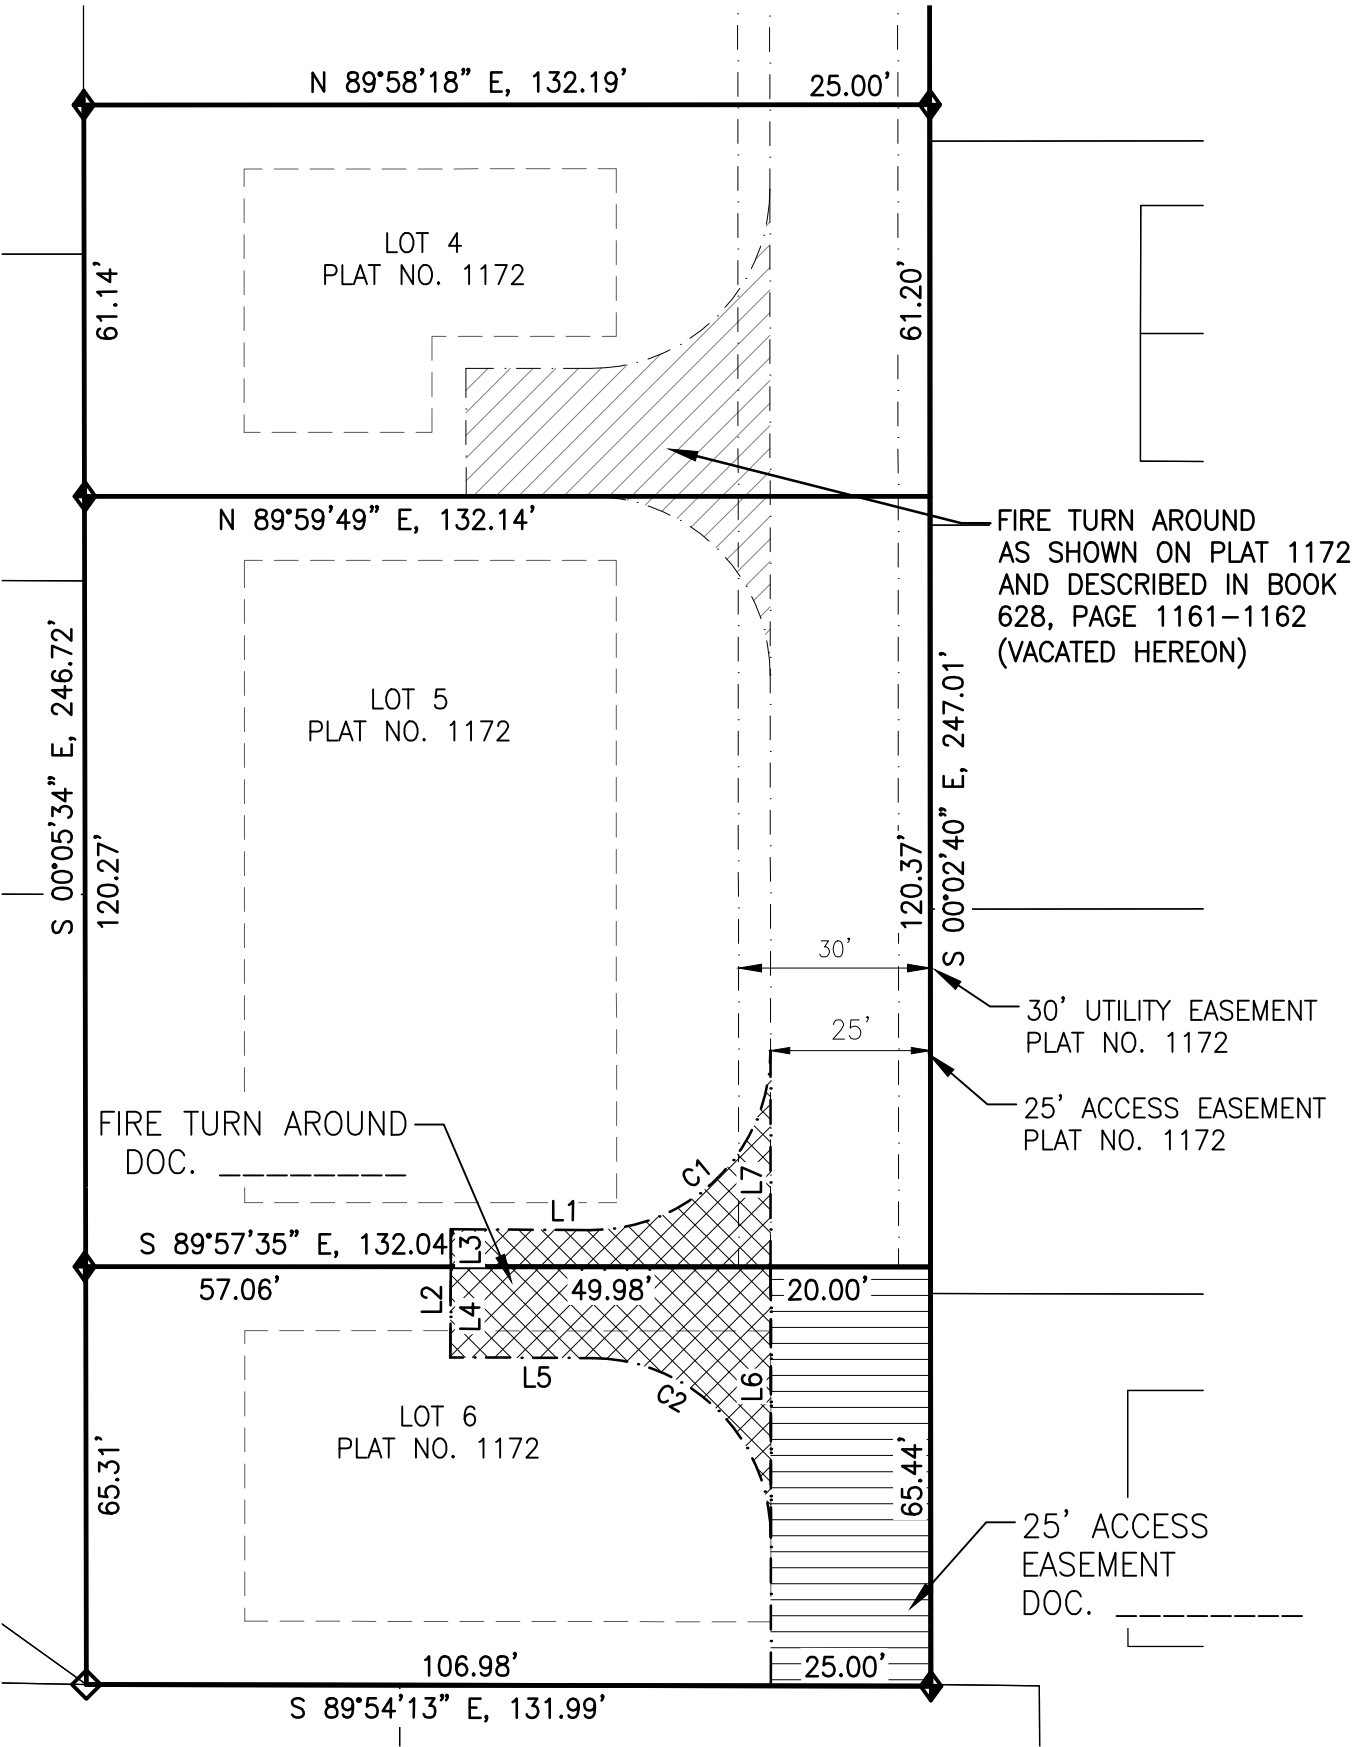 N 89°58'18" E, 132.19'
25.00'
LOT 4
PLAT NO. 1172
61.14'
61.20'
N 89°59'49" E, 132.14'
FIRE TURN AROUND
AS SHOWN ON PLAT 1172
AND DESCRIBED IN BOOK
628, PAGE 1161-1162
(VACATED HEREON)
LOT 5
PLAT NO. 1172
S 00°05'34" E, 246.72'
120.27'
120.37'
S 00°02'40" E, 247.01'
30'
30' UTILITY EASEMENT
PLAT NO. 1172
25'
25' ACCESS EASEMENT
PLAT NO. 1172
FIRE TURN AROUND
DOC. __________
C1
L7
L1
S 89°57'35" E, 132.04
L3
57.06'
49.98'
20.00'
L2
L4
L5
L6
C2
LOT 6
PLAT NO. 1172
65.31'
65.44'
25' ACCESS
EASEMENT
DOC. __________
106.98'
25.00'
S 89°54'13" E, 131.99'